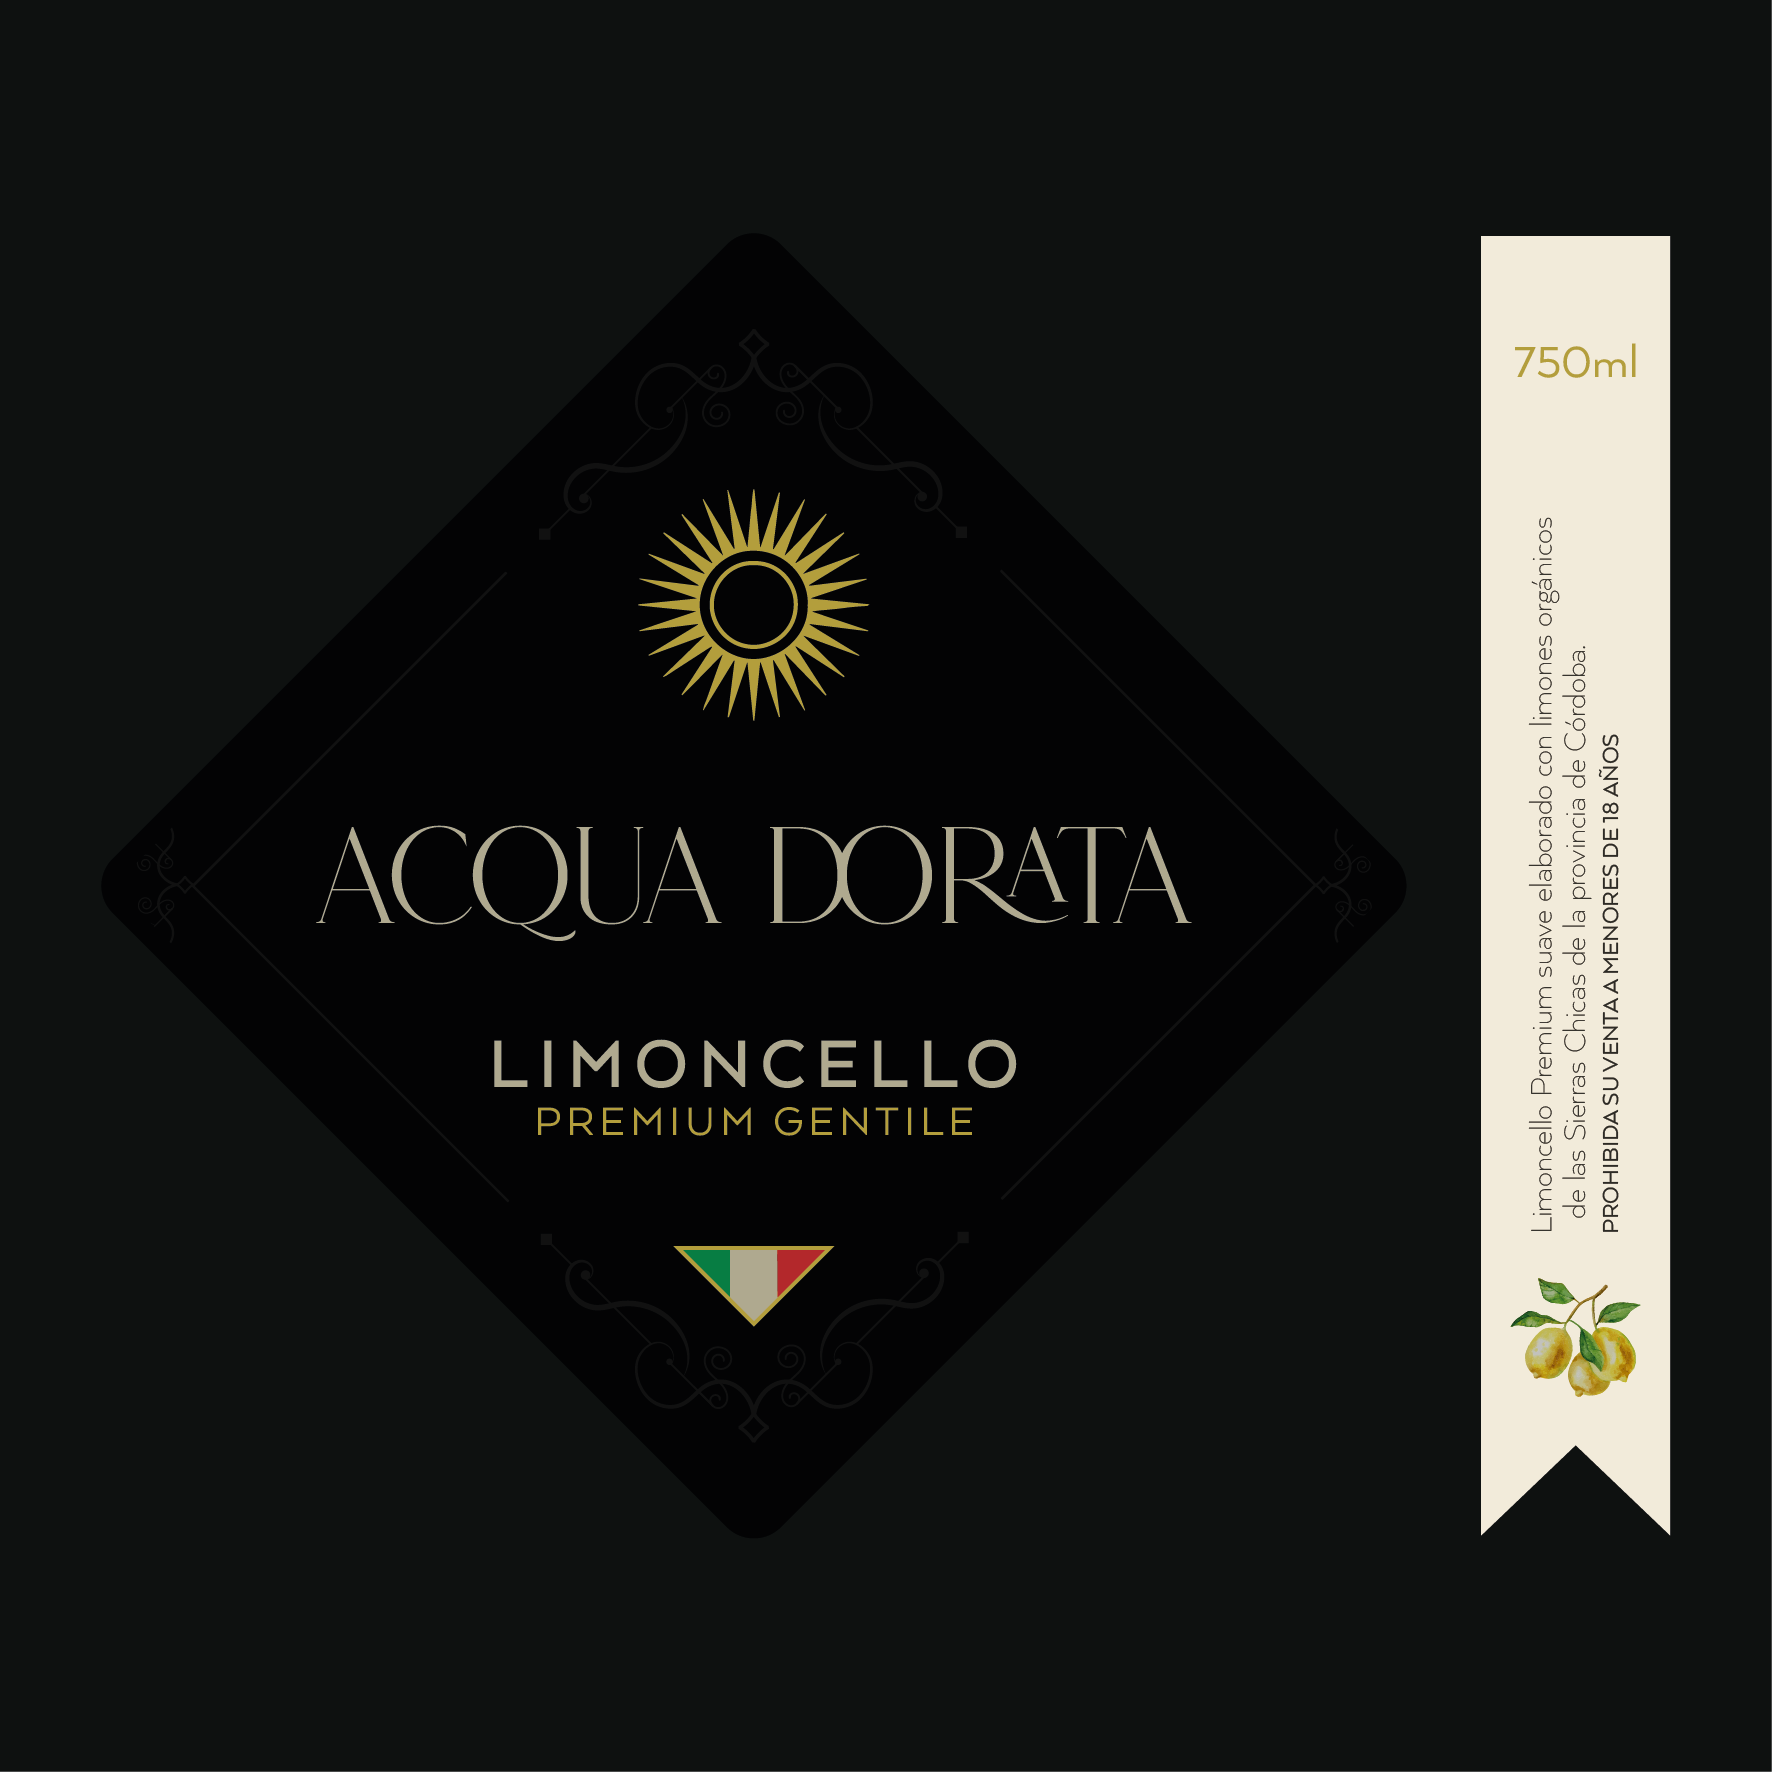 ACQUA DORATA
LIMONCELLO
PREMIUM GENTILE
750ml
Limoncello Premium suave elaborado con limones orgánicos
de las Sierras Chicas de la provincia de Córdoba.
PROHIBIDA SU VENTA A MENORES DE 18 AÑOS